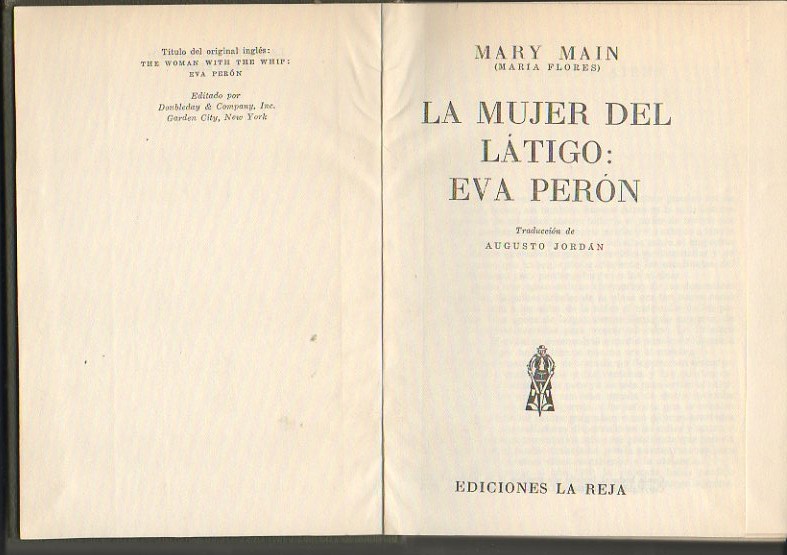 Título del original inglés:
THE WOMAN WITH THE WHIP:
EVA PERÓN
Editado por
Doubleday & Company, Inc.
Garden City, New York
MARY MAIN
(MARIA FLORES)
LA MUJER DEL
LÁTIGO:
EVA PERÓN
Traducción de
AUGUSTO JORDÁN
EDICIONES LA REJA